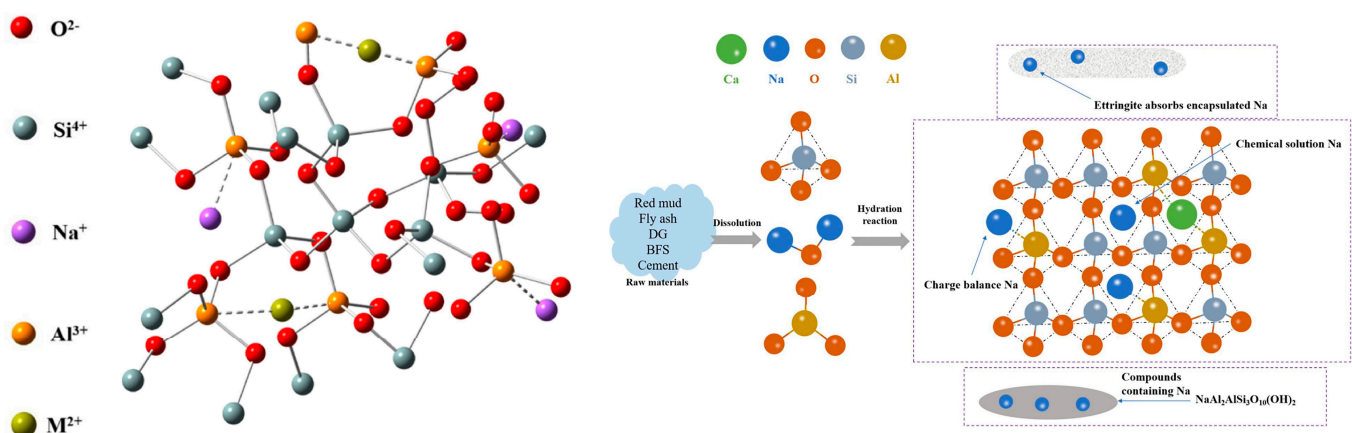 O²⁻
Si⁴⁺
Na⁺
Al³⁺
M²⁺
Ca Na O Si Al
Red mud
Fly ash
DG
BFS
Cement
Raw materials
Dissolution
Hydration
reaction
Ettringite absorbs encapsulated Na
Chemical solution Na
Charge balance Na
Compounds
containing Na
NaAl₂AlSi₃O₁₀(OH)₂